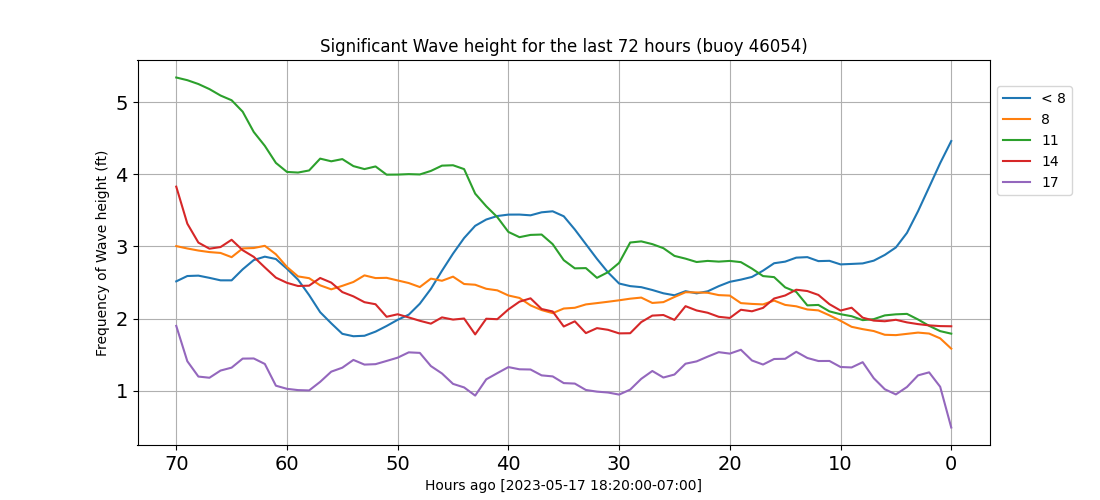 Significant Wave height for the last 72 hours (buoy 46054)
Frequency of Wave height (ft)
5
4
3
2
1
70 60 50 40 30 20 10 0
Hours ago [2023-05-17 18:20:00-07:00]
< 8
8
11
14
17